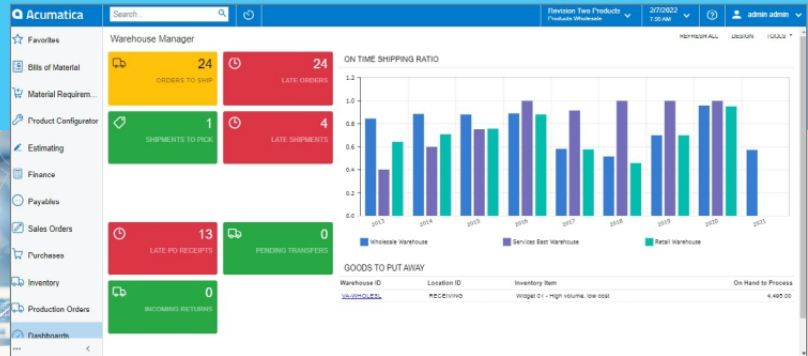 Acumatica
Search...
Revision Two Products
Products Wholesale
2/7/2022
7:55 AM
admin admin
Favorites
Bills of Material
Material Requirem...
Product Configurator
Estimating
Finance
Payables
Sales Orders
Purchases
Inventory
Production Orders
Dashboards
Warehouse Manager
REFRESH ALL DESIGN TOOLS
24
ORDERS TO SHIP
24
LATE ORDERS
1
SHIPMENTS TO PICK
4
LATE SHIPMENTS
13
LATE PO RECEIPTS
0
PENDING TRANSFERS
0
INCOMING RETURNS
ON TIME SHIPPING RATIO
1.2
1.0
0.8
0.6
0.4
0.2
0.0
2013 2014 2015 2016 2017 2018 2019 2020 2021
Wholesale Warehouse Services East Warehouse Retail Warehouse
GOODS TO PUT AWAY
Warehouse ID Location ID Inventory Item On Hand to Process
VA-WHOLESL RECEIVING Widget 01 - High volume, low cost 4,495.00